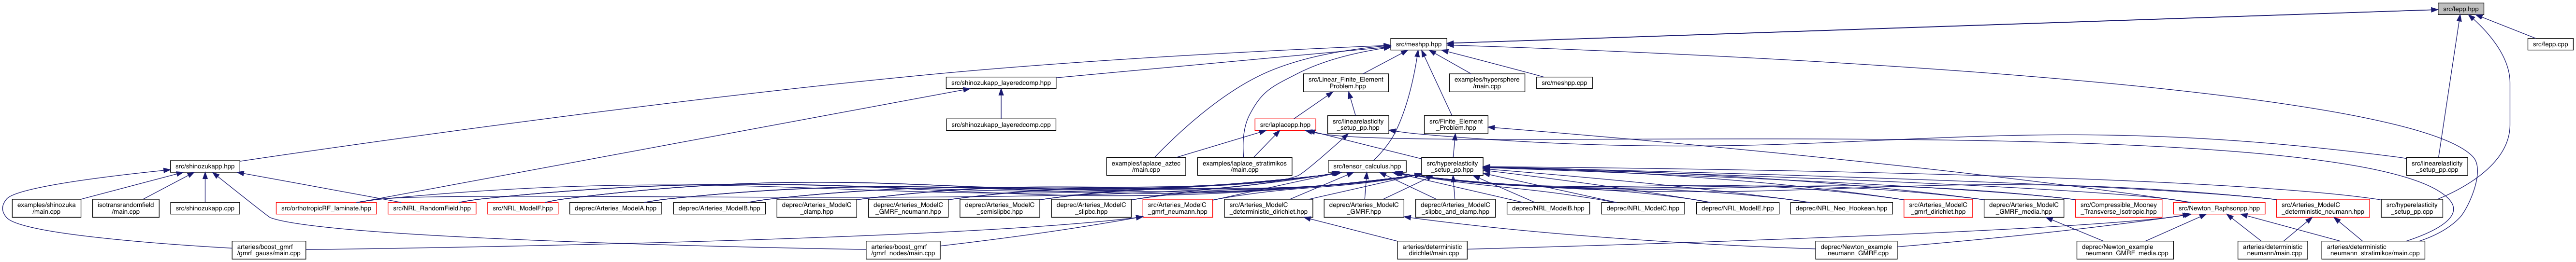 src/fepp.hpp
src/meshpp.hpp
src/fepp.cpp
src/shinozukapp_layeredcomp.hpp
src/Linear_Finite_Element
_Problem.hpp
examples/hypersphere
/main.cpp
src/meshpp.cpp
src/shinozukapp_layeredcomp.cpp
src/laplacepp.hpp
src/linearelasticity
_setup_pp.hpp
src/Finite_Element
_Problem.hpp
src/shinozukapp.hpp
examples/laplace_aztec
/main.cpp
examples/laplace_stratimikos
/main.cpp
src/tensor_calculus.hpp
src/hyperelasticity
_setup_pp.hpp
src/linearelasticity
_setup_pp.cpp
examples/shinozuka
/main.cpp
isotransrandomfield
/main.cpp
src/shinozukapp.cpp
src/orthotropicRF_laminate.hpp
src/NRL_RandomField.hpp
src/NRL_ModelF.hpp
deprec/Arteries_ModelA.hpp
deprec/Arteries_ModelB.hpp
deprec/Arteries_ModelC
_clamp.hpp
deprec/Arteries_ModelC
_GMRF_neumann.hpp
deprec/Arteries_ModelC
_semislipbc.hpp
deprec/Arteries_ModelC
_slipbc.hpp
src/Arteries_ModelC
_gmrf_neumann.hpp
src/Arteries_ModelC
_deterministic_dirichlet.hpp
deprec/Arteries_ModelC
_GMRF.hpp
deprec/Arteries_ModelC
_slipbc_and_clamp.hpp
deprec/NRL_ModelB.hpp
deprec/NRL_ModelC.hpp
deprec/NRL_ModelE.hpp
deprec/NRL_Neo_Hookean.hpp
src/Arteries_ModelC
_gmrf_dirichlet.hpp
deprec/Arteries_ModelC
_GMRF_media.hpp
src/Compressible_Mooney
_Transverse_Isotropic.hpp
src/Newton_Raphsonpp.hpp
src/Arteries_ModelC
_deterministic_neumann.hpp
src/hyperelasticity
_setup_pp.cpp
arteries/boost_gmrf
/gmrf_gauss/main.cpp
arteries/boost_gmrf
/gmrf_nodes/main.cpp
arteries/deterministic
_dirichlet/main.cpp
deprec/Newton_example
_neumann_GMRF.cpp
deprec/Newton_example
_neumann_GMRF_media.cpp
arteries/deterministic
_neumann/main.cpp
arteries/deterministic
_neumann_stratimikos/main.cpp